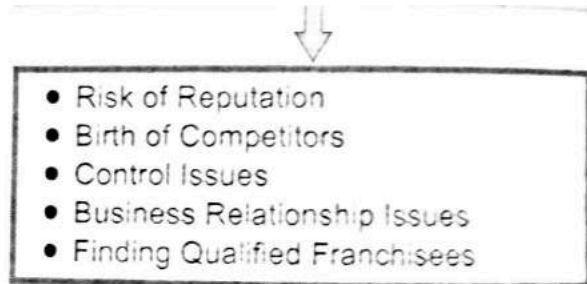 • Risk of Reputation
• Birth of Competitors
• Control Issues
• Business Relationship Issues
• Finding Qualified Franchisees